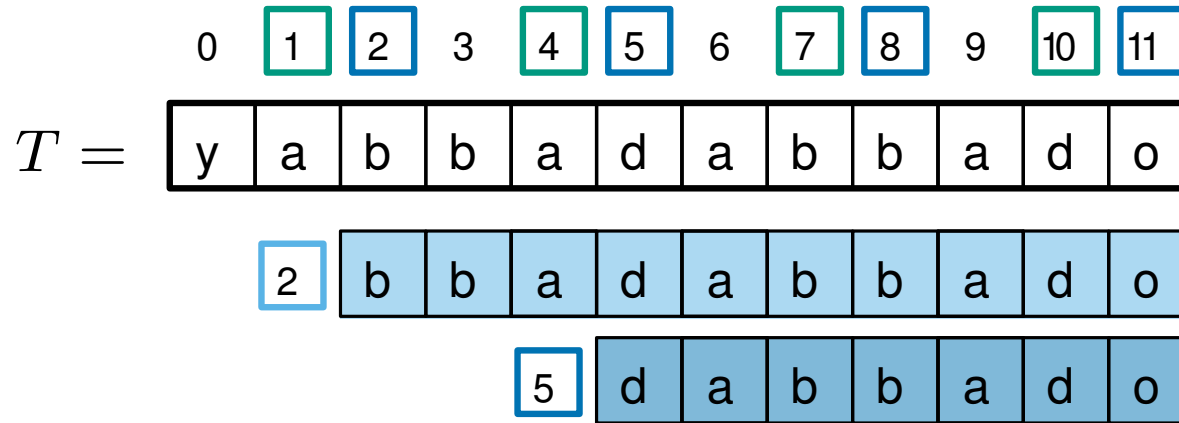 0 1 2 3 4 5 6 7 8 9 10 11
T = y a b b a d a b b a d o
2 b b a d a b b a d o
5 d a b b a d o